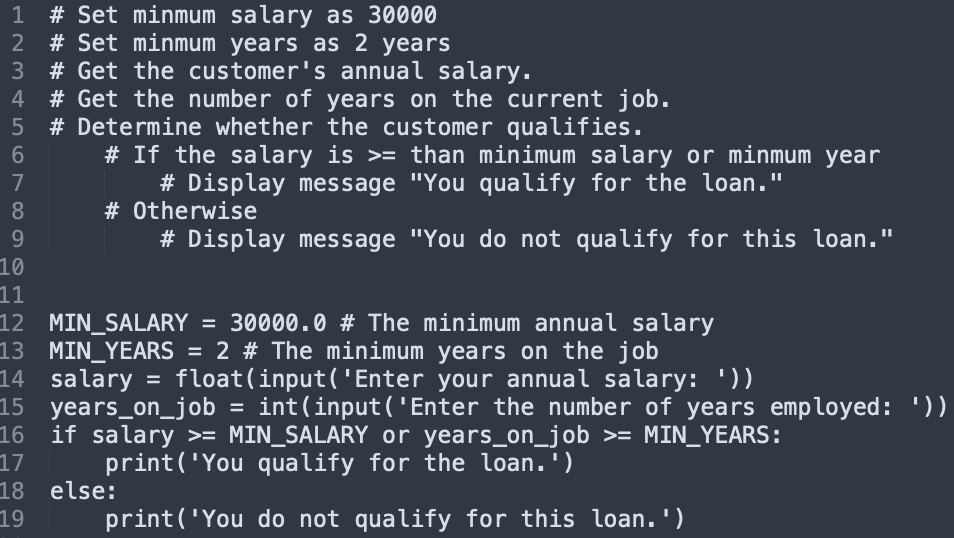 1 # Set minmum salary as 30000
2 # Set minmum years as 2 years
3 # Get the customer's annual salary.
4 # Get the number of years on the current job.
5 # Determine whether the customer qualifies.
6     # If the salary is >= than minimum salary or minmum year
7         # Display message "You qualify for the loan."
8     # Otherwise
9         # Display message "You do not qualify for this loan."
10
11
12 MIN_SALARY = 30000.0 # The minimum annual salary
13 MIN_YEARS = 2 # The minimum years on the job
14 salary = float(input('Enter your annual salary: '))
15 years_on_job = int(input('Enter the number of years employed: '))
16 if salary >= MIN_SALARY or years_on_job >= MIN_YEARS:
17     print('You qualify for the loan.')
18 else:
19     print('You do not qualify for this loan.')